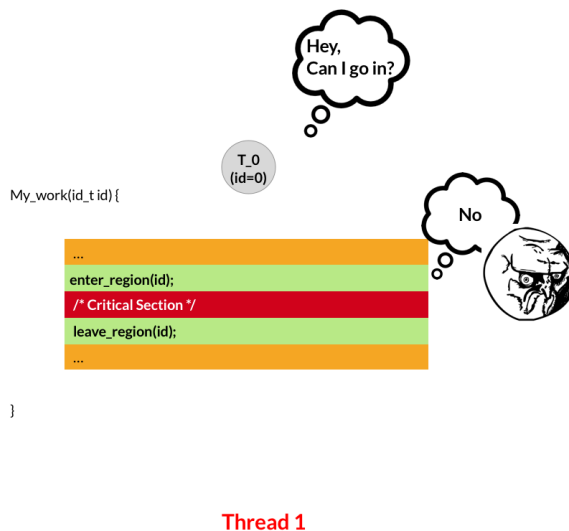 Hey,
Can I go in?
T_0
(id=0)
My_work(id_t id) {
No
...
enter_region(id);
/* Critical Section */
leave_region(id);
...
}
Thread 1